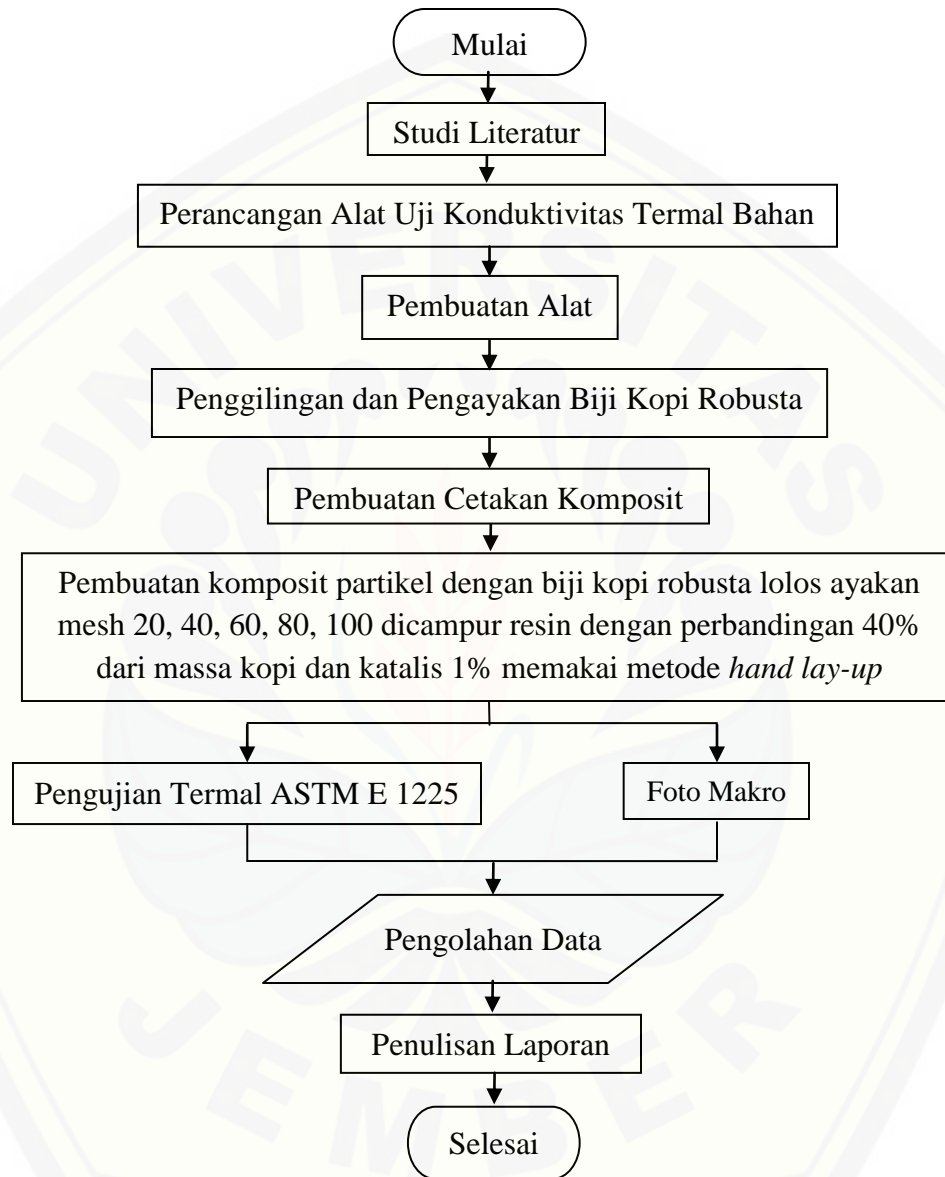 Mulai
Studi Literatur
Perancangan Alat Uji Konduktivitas Termal Bahan
Pembuatan Alat
Penggilingan dan Pengayakan Biji Kopi Robusta
Pembuatan Cetakan Komposit
Pembuatan komposit partikel dengan biji kopi robusta lolos ayakan
mesh 20, 40, 60, 80, 100 dicampur resin dengan perbandingan 40%
dari massa kopi dan katalis 1% memakai metode hand lay-up
Pengujian Termal ASTM E 1225
Foto Makro
Pengolahan Data
Penulisan Laporan
Selesai
UNIVERSITAS
JEMBER